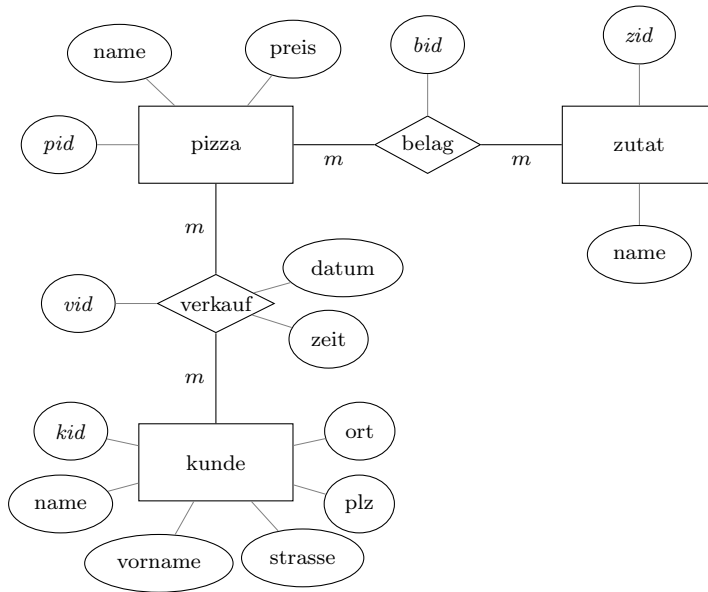 name
preis
bid
zid
pid
pizza
m
belag
m
zutat
m
name
datum
vid
verkauf
zeit
m
kid
ort
kunde
name
plz
vorname
strasse